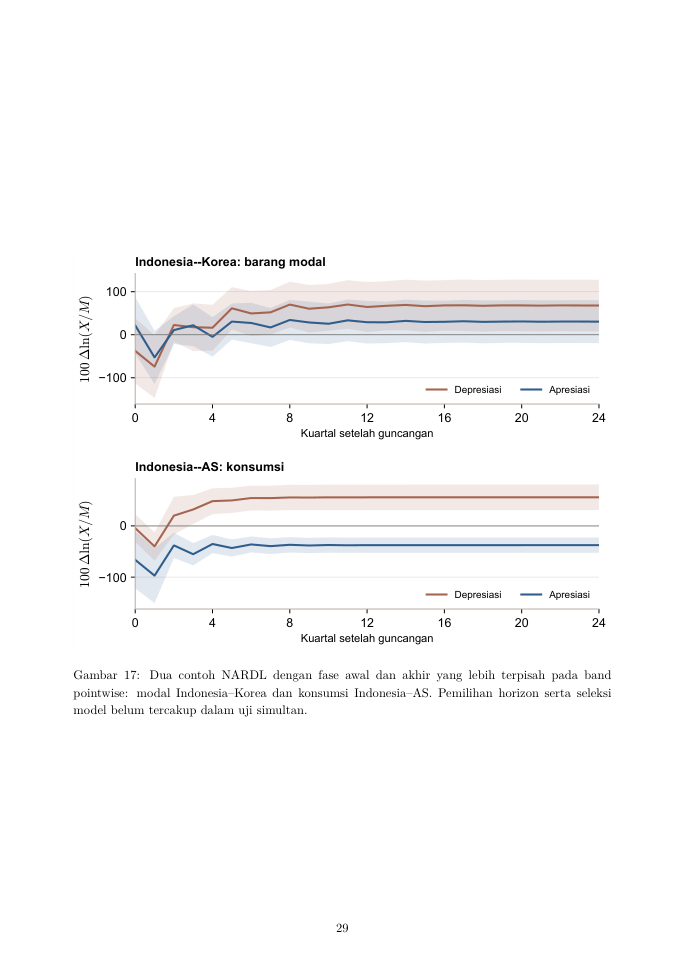 Indonesia--Korea: barang modal
100 Δln(X/M)
100
0
−100
Depresiasi
Apresiasi
0 4 8 12 16 20 24
Kuartal setelah guncangan
Indonesia--AS: konsumsi
100 Δln(X/M)
0
−100
Depresiasi
Apresiasi
0 4 8 12 16 20 24
Kuartal setelah guncangan
Gambar 17: Dua contoh NARDL dengan fase awal dan akhir yang lebih terpisah pada band
pointwise: modal Indonesia–Korea dan konsumsi Indonesia–AS. Pemilihan horizon serta seleksi
model belum tercakup dalam uji simultan.
29